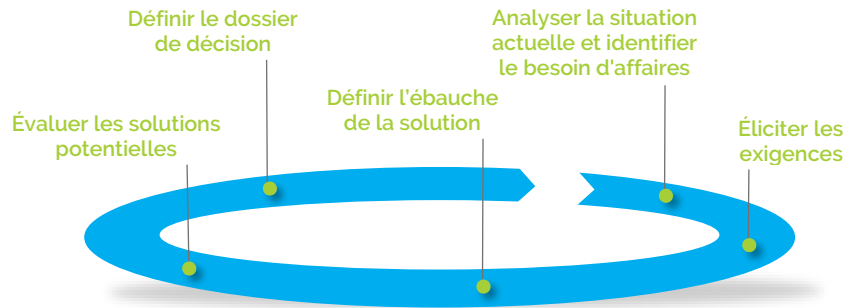 Définir le dossier
de décision
Analyser la situation
actuelle et identifier
le besoin d'affaires
Évaluer les solutions
potentielles
Définir l'ébauche
de la solution
Éliciter les
exigences